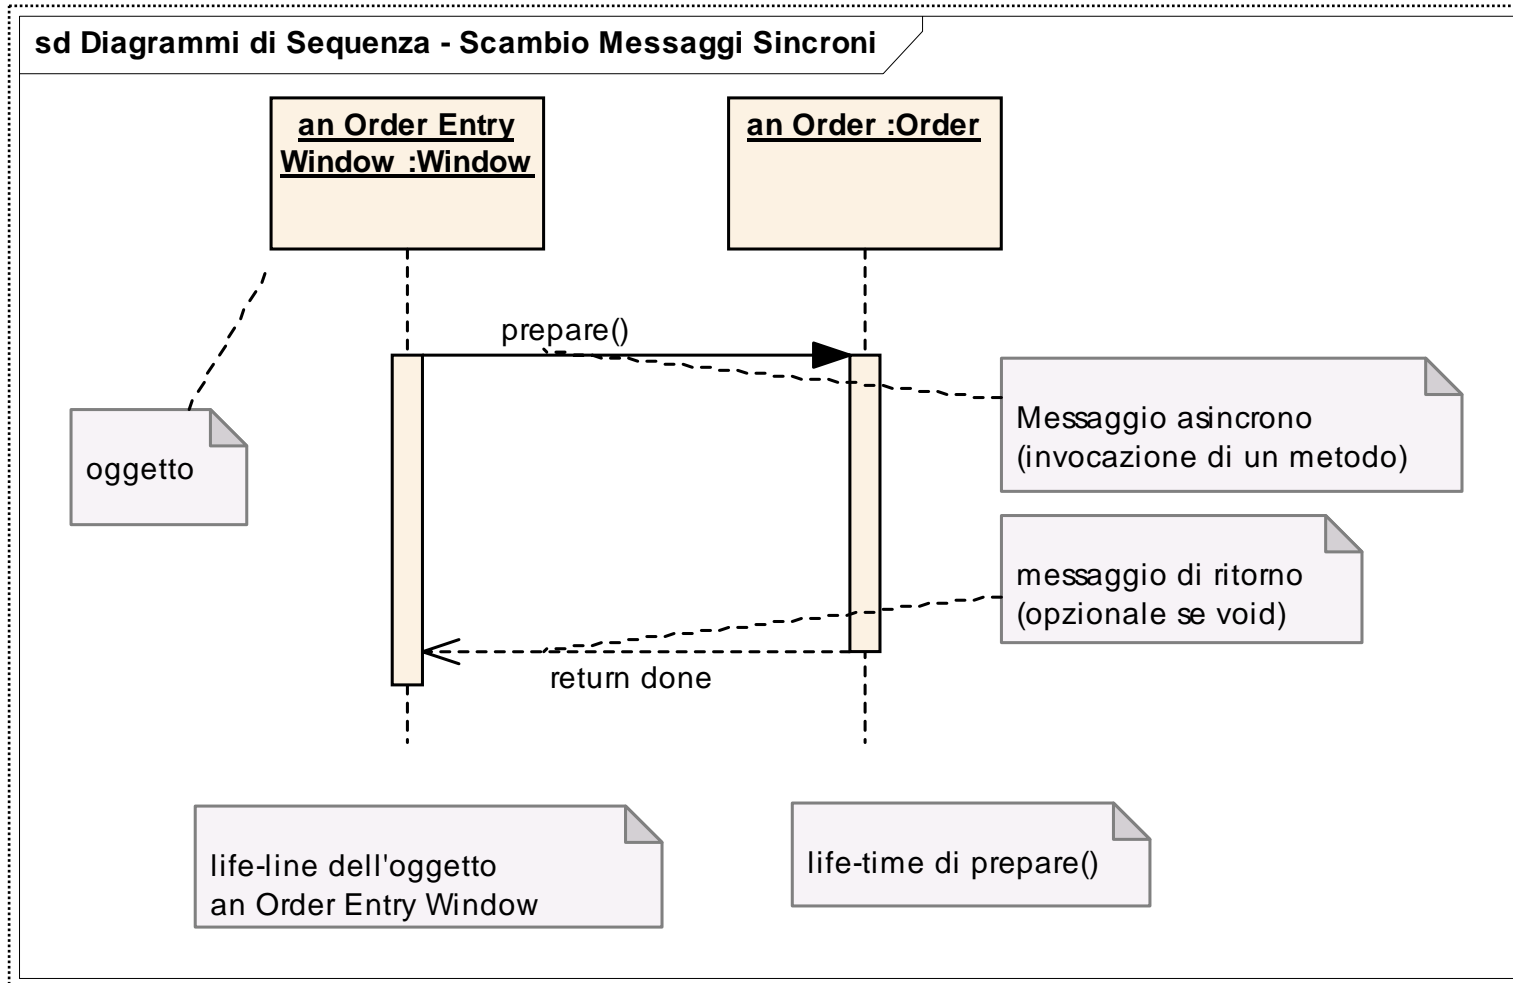 sd Diagrammi di Sequenza - Scambio Messaggi Sincroni
an Order Entry
Window :Window
an Order :Order
prepare()
Messaggio asincrono
(invocazione di un metodo)
oggetto
messaggio di ritorno
(opzionale se void)
return done
life-line dell'oggetto
an Order Entry Window
life-time di prepare()